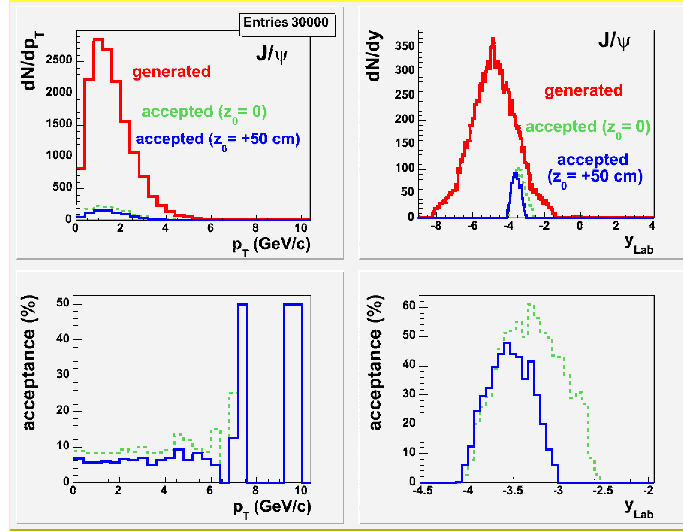 Entries 30000
dN/dp_T
J/ψ
generated
accepted (z_0= 0)
accepted (z_0= +50 cm)
2500
2000
1500
1000
500
0
0 2 4 6 8 10
p_T (GeV/c)
dN/dy
J/ψ
generated
accepted (z_0= 0)
accepted
(z_0= +50 cm)
350
300
250
200
150
100
50
0
-8 -6 -4 -2 0 2 4
y_Lab
acceptance (%)
50
40
30
20
10
0
0 2 4 6 8 10
p_T (GeV/c)
acceptance (%)
60
50
40
30
20
10
0
-4.5 -4 -3.5 -3 -2.5 -2
y_Lab